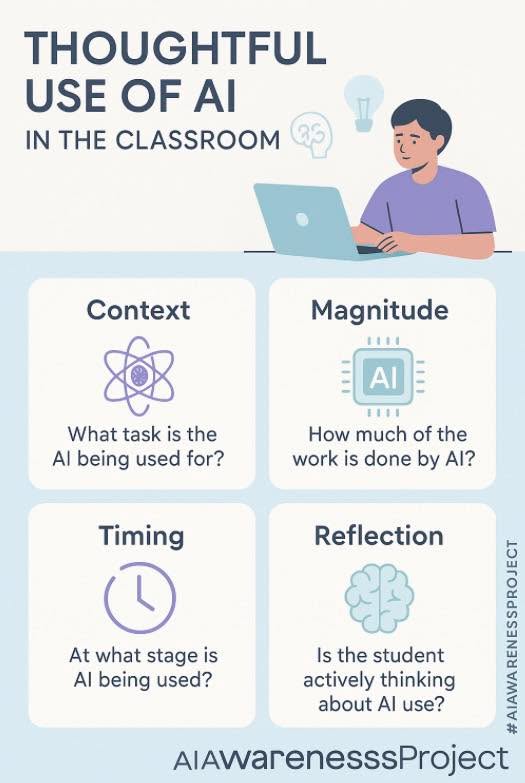 THOUGHTFUL
USE OF AI
IN THE CLASSROOM
Context
What task is the
AI being used for?
Magnitude
AI
How much of the
work is done by AI?
Timing
At what stage is
AI being used?
Reflection
Is the student
actively thinking
about AI use?
#AIAWARENESSPROJECT
AIAwarenesssProject